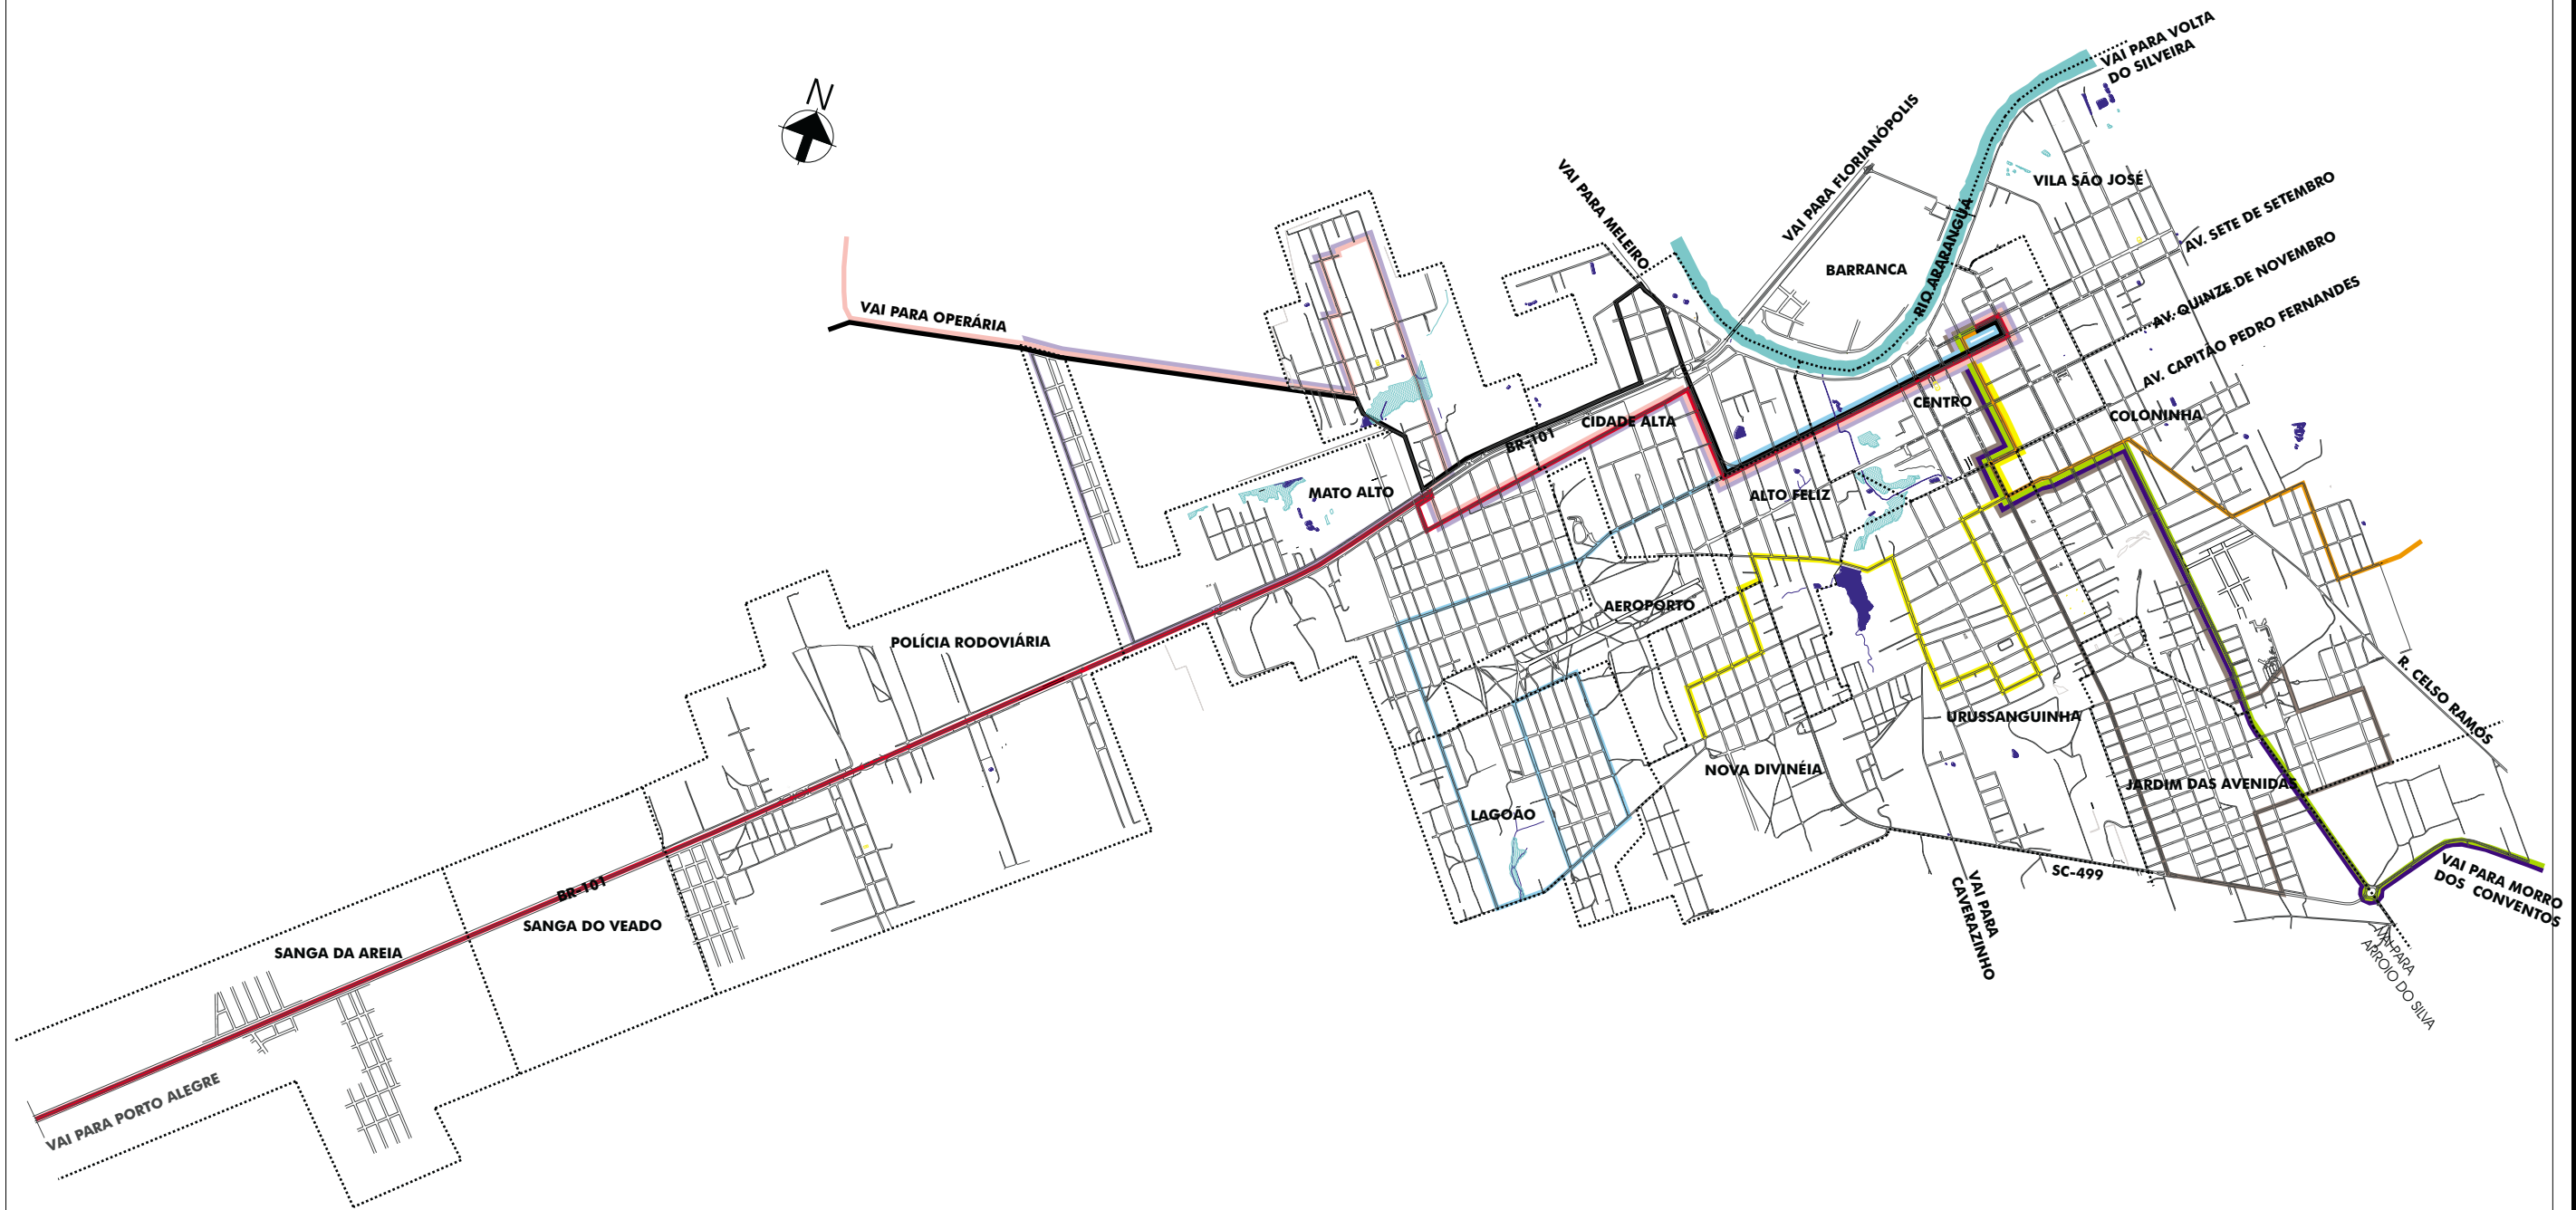 VAI PARA VOLTA
DO SILVEIRA
N
VAI PARA FLORIANÓPOLIS
VAI PARA MELEIRO
VILA SÃO JOSÉ
AV. SETE DE SETEMBRO
RIO ARARANGUÁ
BARRANCA
AV. QUINZE DE NOVEMBRO
VAI PARA OPERÁRIA
AV. CAPITÃO PEDRO FERNANDES
CENTRO
COLONINHA
CIDADE ALTA
BR-101
MATO ALTO
ALTO FELIZ
AEROPORTO
POLÍCIA RODOVIÁRIA
R. CELSO RAMOS
URUSSANGUINHA
NOVA DIVINÉIA
JARDIM DAS AVENIDAS
LAGOÃO
SC-499
VAI PARA MORRO
DOS CONVENTOS
BR-101
VAI PARA
CAVERAZINHO
SANGA DO VEADO
SANGA DA AREIA
VAI PARA
ARROIO DO SILVA
VAI PARA PORTO ALEGRE